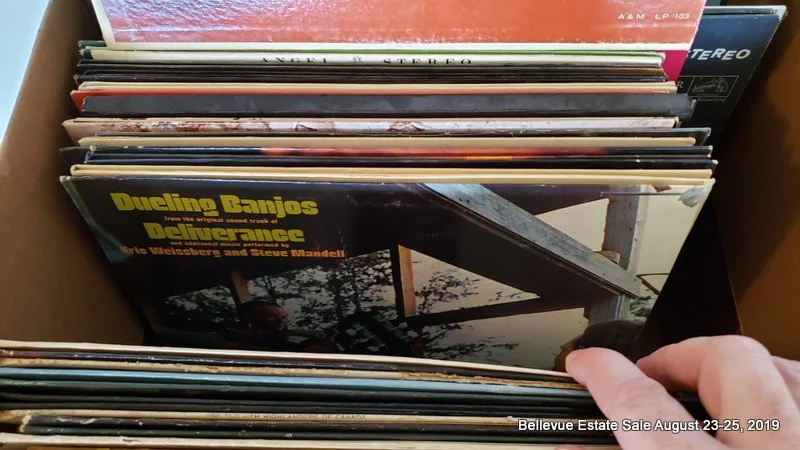 A&M LP 103
STEREO
ANGEL STEREO
Dueling Banjos
from the original sound track of
Deliverance
and additional music performed by
Eric Weissberg and Steve Mandell
HIGHLANDERS OF CANADA
Bellevue Estate Sale August 23-25, 2019